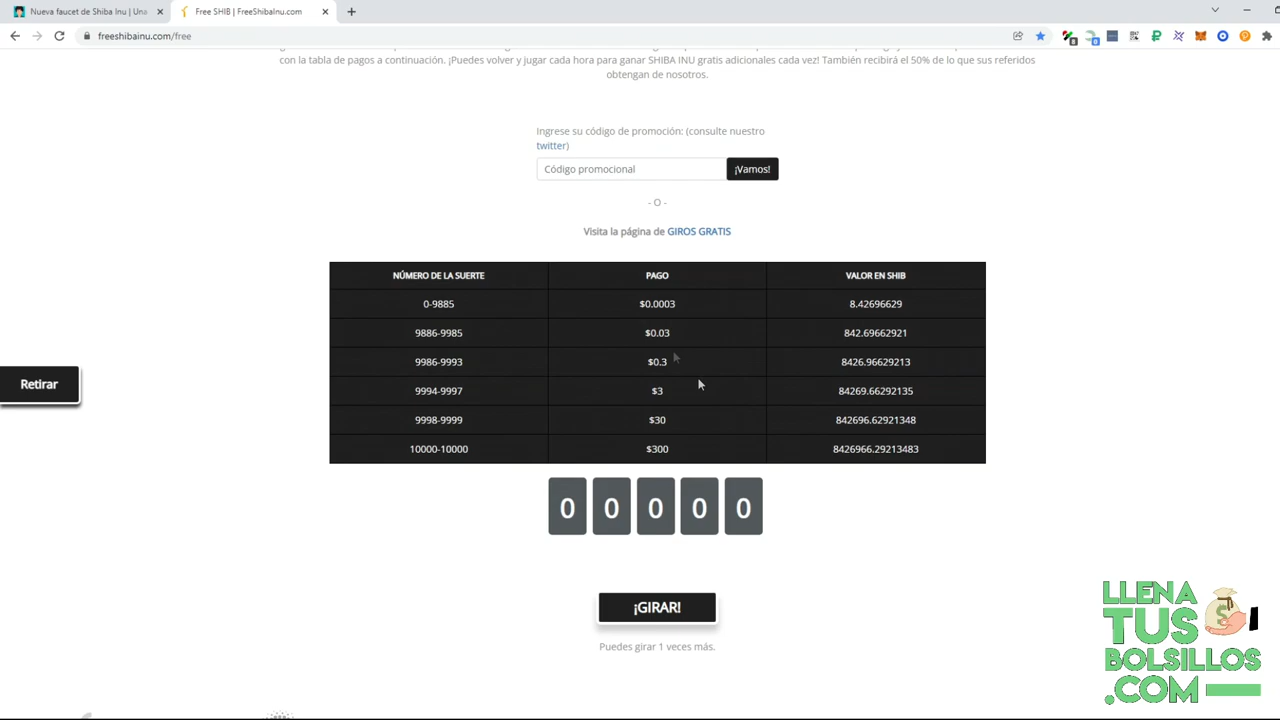 Nueva faucet de Shiba Inu | Una
Free SHIB | FreeShibaInu.com
freeshibainu.com/free
con la tabla de pagos a continuación. ¡Puedes volver y jugar cada hora para ganar SHIBA INU gratis adicionales cada vez! También recibirá el 50% de lo que sus referidos
obtengan de nosotros.
Ingrese su código de promoción: (consulte nuestro
twitter)
Código promocional ¡Vamos!
- O -
Visita la página de GIROS GRATIS
NÚMERO DE LA SUERTE PAGO VALOR EN SHIB
0-9885 $0.0003 8.42696629
9886-9985 $0.03 842.69662921
9986-9993 $0.3 8426.96629213
Retirar
9994-9997 $3 84269.66292135
9998-9999 $30 842696.62921348
10000-10000 $300 8426966.29213483
0 0 0 0 0
¡GIRAR!
Puedes girar 1 veces más.
LLENA
TUS
BOLSILLOS
.COM